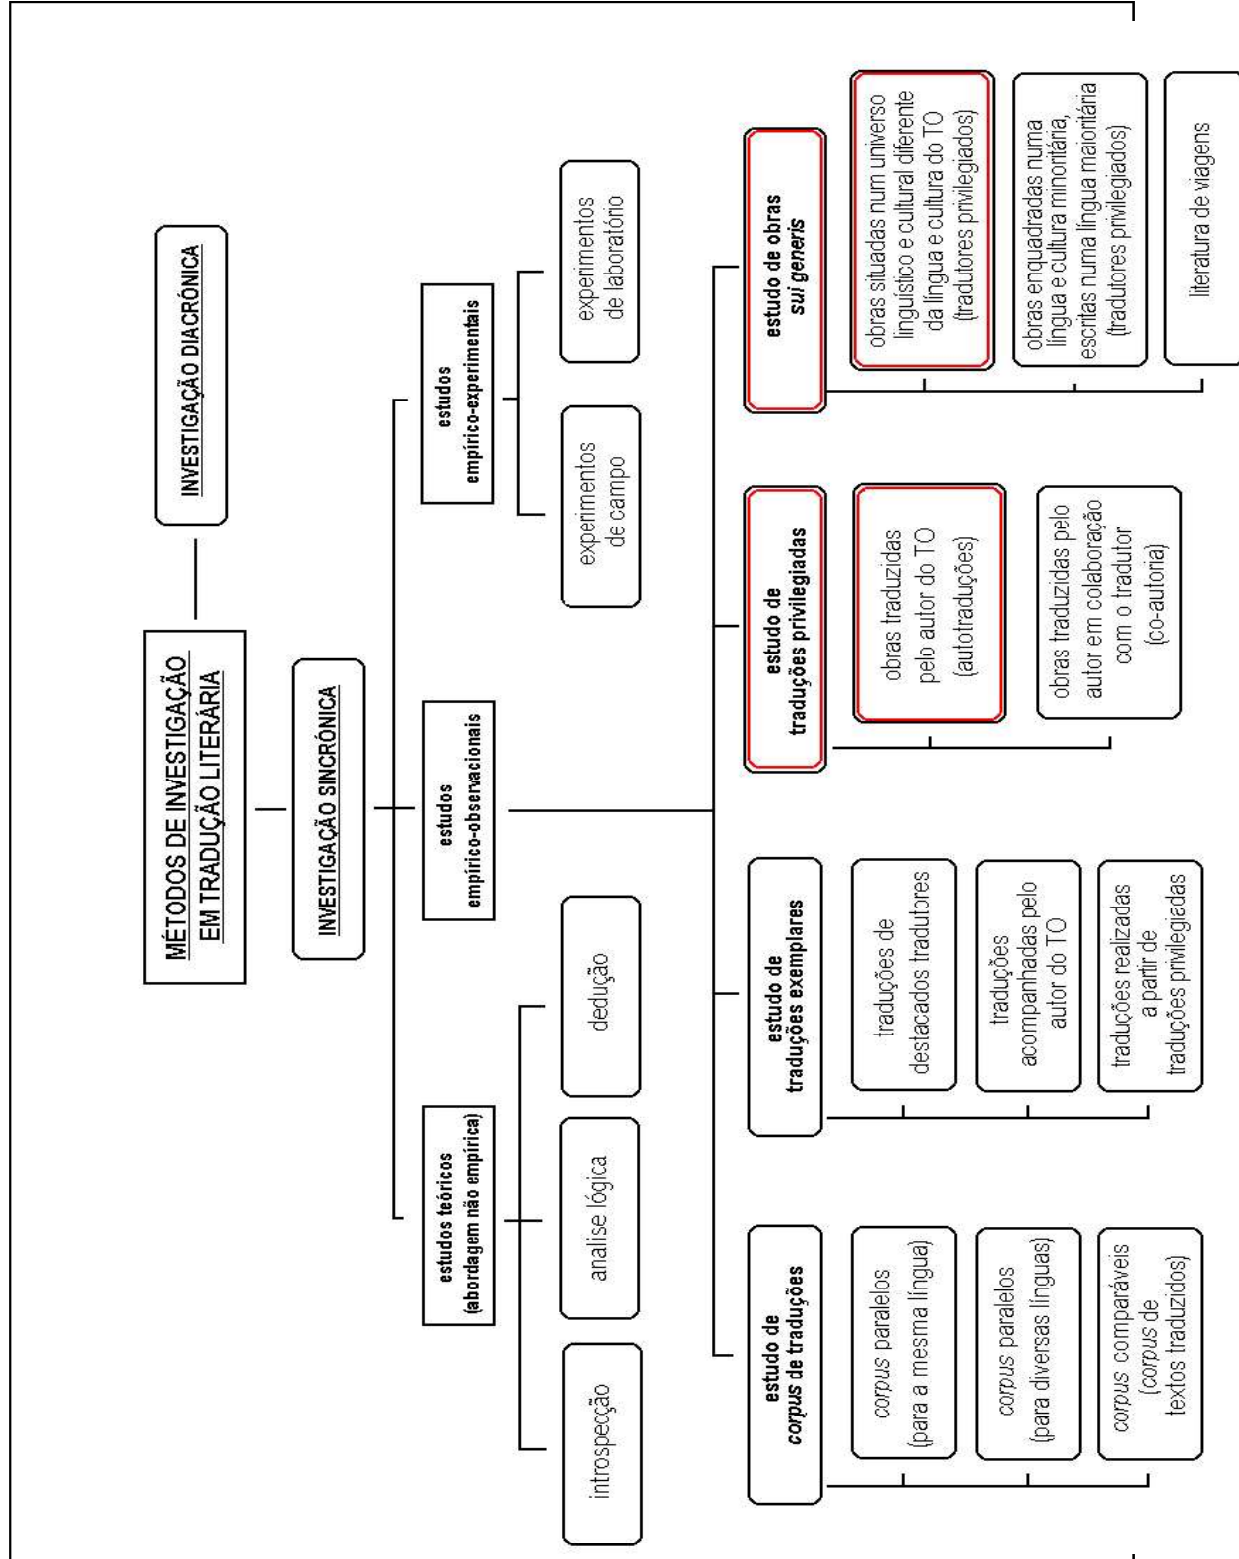 MÉTODOS DE INVESTIGAÇÃO
EM TRADUÇÃO LITERÁRIA
INVESTIGAÇÃO DIACRÓNICA
INVESTIGAÇÃO SINCRÓNICA
estudos teóricos
(abordagem não empírica)
estudos
empírico-observacionais
estudos
empírico-experimentais
introspecção
analise lógica
dedução
experimentos
de campo
experimentos
de laboratório
estudo de
corpus de traduções
corpus paralelos
(para a mesma língua)
corpus paralelos
(para diversas línguas)
corpus comparáveis
(corpus de
textos traduzidos)
estudo de
traduções exemplares
traduções de
destacados tradutores
traduções
acompanhadas pelo
autor do TO
traduções realizadas
a partir de
traduções privilegiadas
estudo de
traduções privilegiadas
obras traduzidas
pelo autor do TO
(autotraduções)
obras traduzidas pelo
autor em colaboração
com o tradutor
(co-autoria)
estudo de obras
sui generis
obras situadas num universo
linguístico e cultural diferente
da língua e cultura do TO
(tradutores privilegiados)
obras enquadradas numa
língua e cultura minoritária,
escritas numa língua maioritária
(tradutores privilegiados)
literatura de viagens